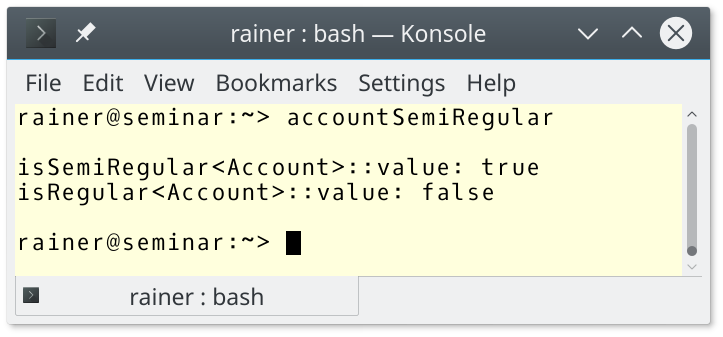 rainer : bash — Konsole
File Edit View Bookmarks Settings Help
rainer@seminar:~> accountSemiRegular
isSemiRegular<Account>::value: true
isRegular<Account>::value: false
rainer@seminar:~>
rainer : bash